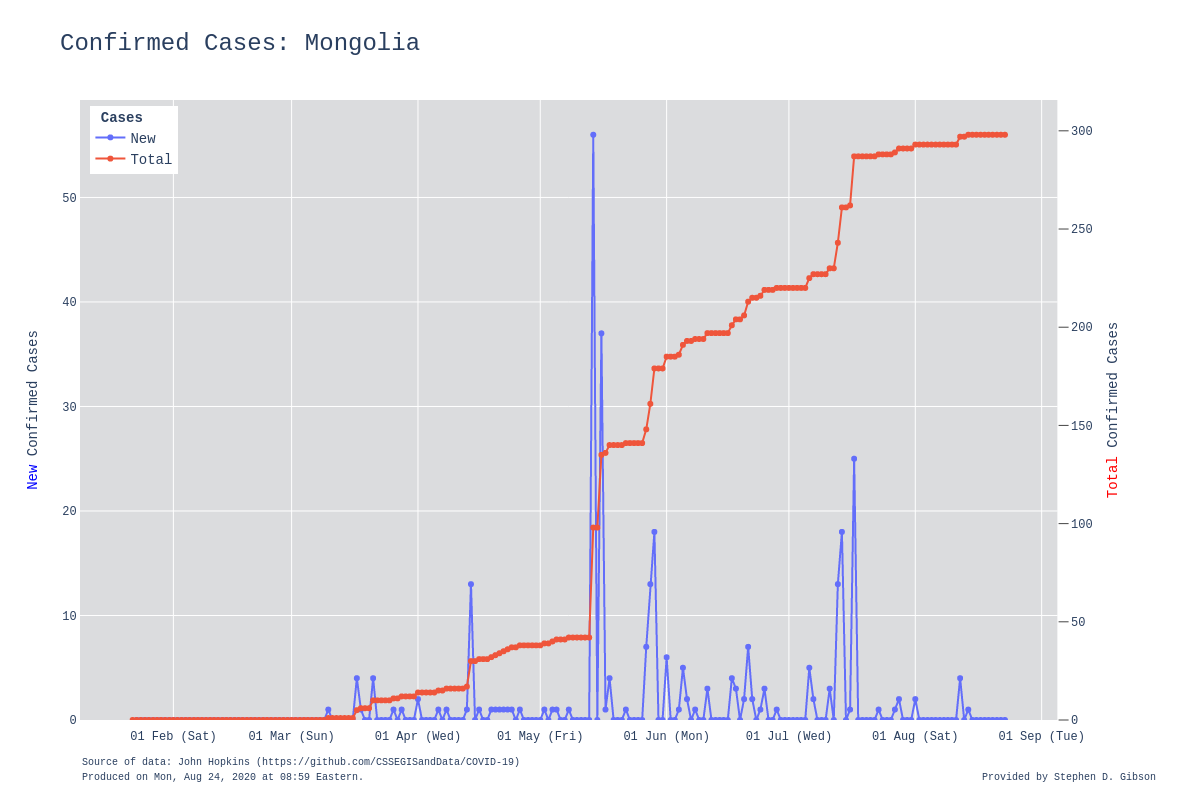 Confirmed Cases: Mongolia
Cases
New
Total
50
40
30
20
10
0
300
250
200
150
100
50
0
New Confirmed Cases
Total Confirmed Cases
01 Feb (Sat)
01 Mar (Sun)
01 Apr (Wed)
01 May (Fri)
01 Jun (Mon)
01 Jul (Wed)
01 Aug (Sat)
01 Sep (Tue)
Source of data: John Hopkins (https://github.com/CSSEGISandData/COVID-19)
Produced on Mon, Aug 24, 2020 at 08:59 Eastern.
Provided by Stephen D. Gibson